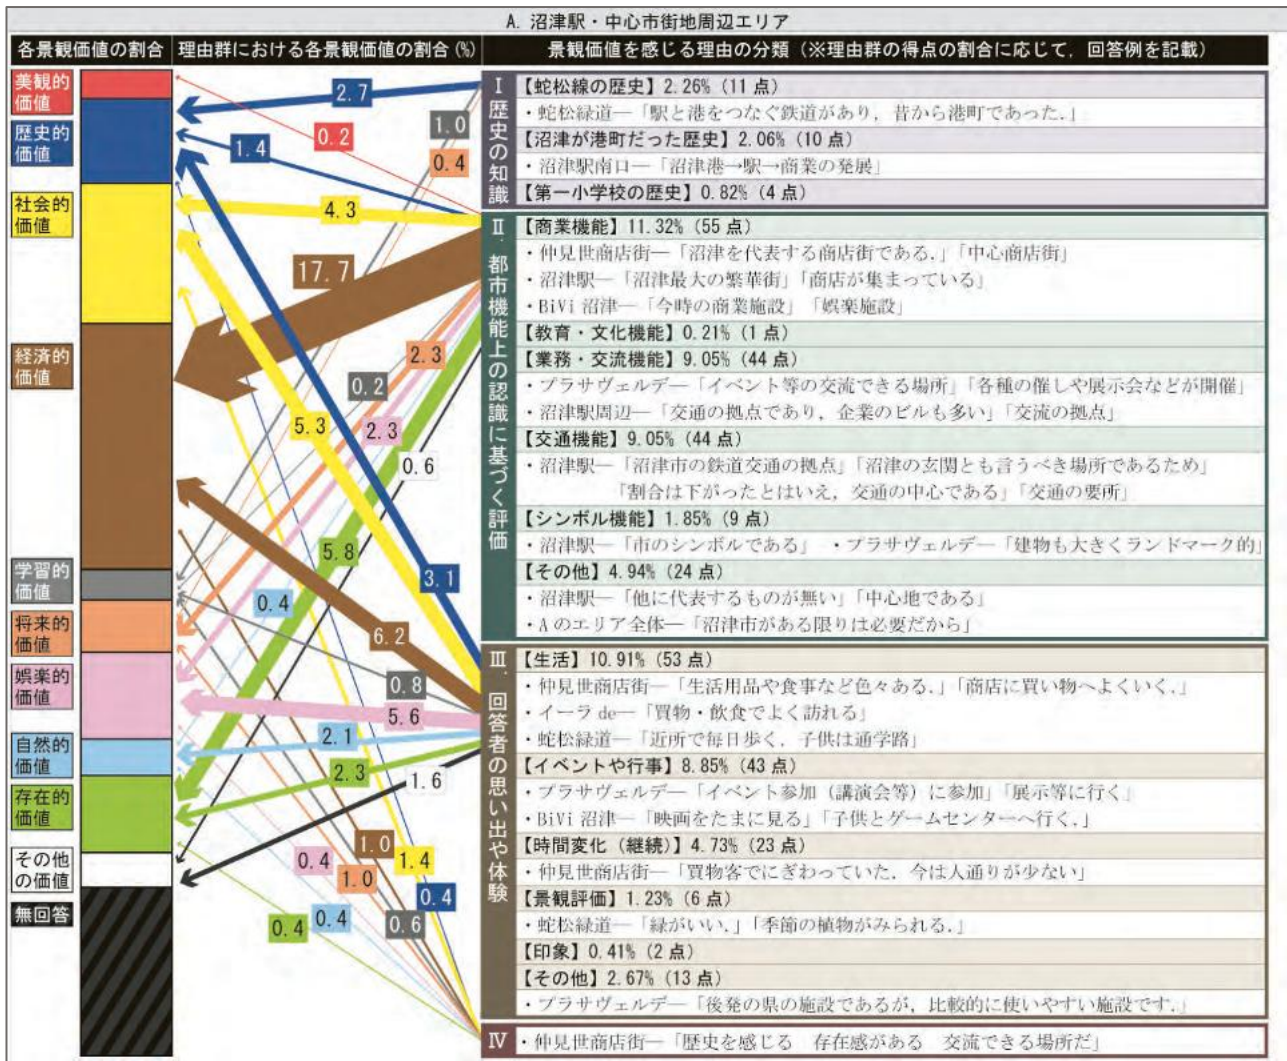 A. 沼津駅・中心市街地周辺エリア
各景観価値の割合
理由群における各景観価値の割合(%)
景観価値を感じる理由の分類（※理由群の得点の割合に応じて，回答例を記載）
美観的
価値
歴史的
価値
社会的
価値
経済的
価値
学習的
価値
将来的
価値
娯楽的
価値
自然的
価値
存在的
価値
その他
の価値
無回答
2.7
1.0
0.2
1.4
0.4
4.3
17.7
2.3
0.2
5.3
2.3
0.6
5.8
3.1
0.4
6.2
0.8
5.6
2.1
2.3
1.6
1.0
0.4
1.4
1.0
0.4
0.6
0.4
0.4
Ⅰ 歴史の知識
【蛇松線の歴史】2.26% (11 点)
・蛇松緑道―「駅と港をつなぐ鉄道があり，昔から港町であった．」
【沼津が港町だった歴史】2.06% (10 点)
・沼津駅南口―「沼津港→駅→商業の発展」
【第一小学校の歴史】0.82% (4 点)
Ⅱ．都市機能上の認識に基づく評価
【商業機能】11.32% (55 点)
・仲見世商店街―「沼津を代表する商店街である．」「中心商店街」
・沼津駅―「沼津最大の繁華街」「商店が集まっている」
・BiVi 沼津―「今時の商業施設」「娯楽施設」
【教育・文化機能】0.21% (1 点)
【業務・交流機能】9.05% (44 点)
・プラサヴェルデ―「イベント等の交流できる場所」「各種の催しや展示会などが開催」
・沼津駅周辺―「交通の拠点であり，企業のビルも多い」「交流の拠点」
【交通機能】9.05% (44 点)
・沼津駅―「沼津市の鉄道交通の拠点」「沼津の玄関とも言うべき場所であるため」
「割合は下がったとはいえ，交通の中心である」「交通の要所」
【シンボル機能】1.85% (9 点)
・沼津駅―「市のシンボルである」 ・プラサヴェルデ―「建物も大きくランドマーク的」
【その他】4.94% (24 点)
・沼津駅―「他に代表するものが無い」「中心地である」
・Aのエリア全体―「沼津市がある限りは必要だから」
Ⅲ．回答者の思い出や体験
【生活】10.91% (53 点)
・仲見世商店街―「生活用品や食事など色々ある．」「商店に買い物へよくいく．」
・イーラ de―「買物・飲食でよく訪れる」
・蛇松緑道―「近所で毎日歩く，子供は通学路」
【イベントや行事】8.85% (43 点)
・プラサヴェルデ―「イベント参加（講演会等）に参加」「展示等に行く」
・BiVi 沼津―「映画をたまに見る」「子供とゲームセンターへ行く．」
【時間変化（継続）】4.73% (23 点)
・仲見世商店街―「買物客でにぎわっていた，今は人通りが少ない」
【景観評価】1.23% (6 点)
・蛇松緑道―「緑がいい．」「季節の植物がみられる．」
【印象】0.41% (2 点)
【その他】2.67% (13 点)
・プラサヴェルデ―「後発の県の施設であるが，比較的に使いやすい施設です．」
Ⅳ
・仲見世商店街―「歴史を感じる 存在感がある 交流できる場所だ」